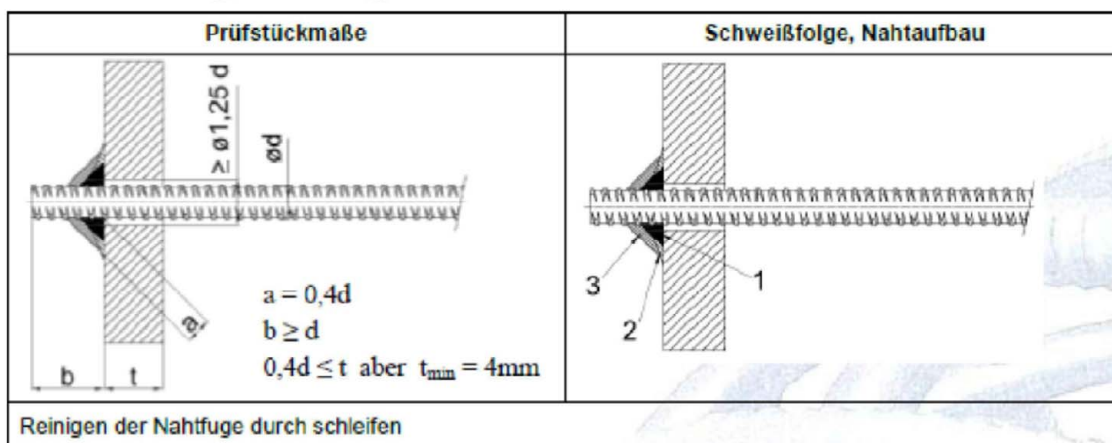 Prüfstückmaße
Schweißfolge, Nahtaufbau
≥ ø1,25 d
ød
a
a = 0,4d
b ≥ d
0,4d ≤ t aber tmin = 4mm
b
t
1
2
3
Reinigen der Nahtfuge durch schleifen